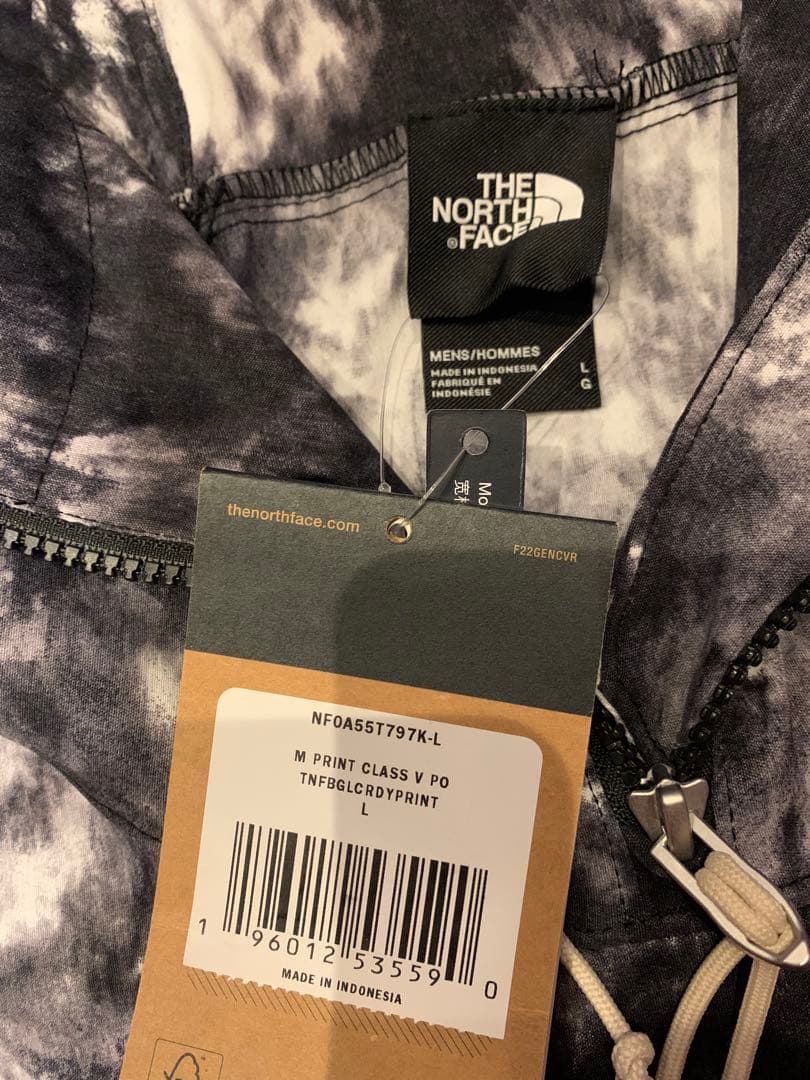 THE
NORTH
®FACE
MENS/HOMMES
MADE IN INDONESIA
FABRIQUÉ EN
INDONÉSIE
L
G
Mo
thenorthface.com
F22GENCVR
NF0A55T797K-L
M PRINT CLASS V PO
TNFBGLCRDYPRINT
L
1 96012 53559 0
MADE IN INDONESIA